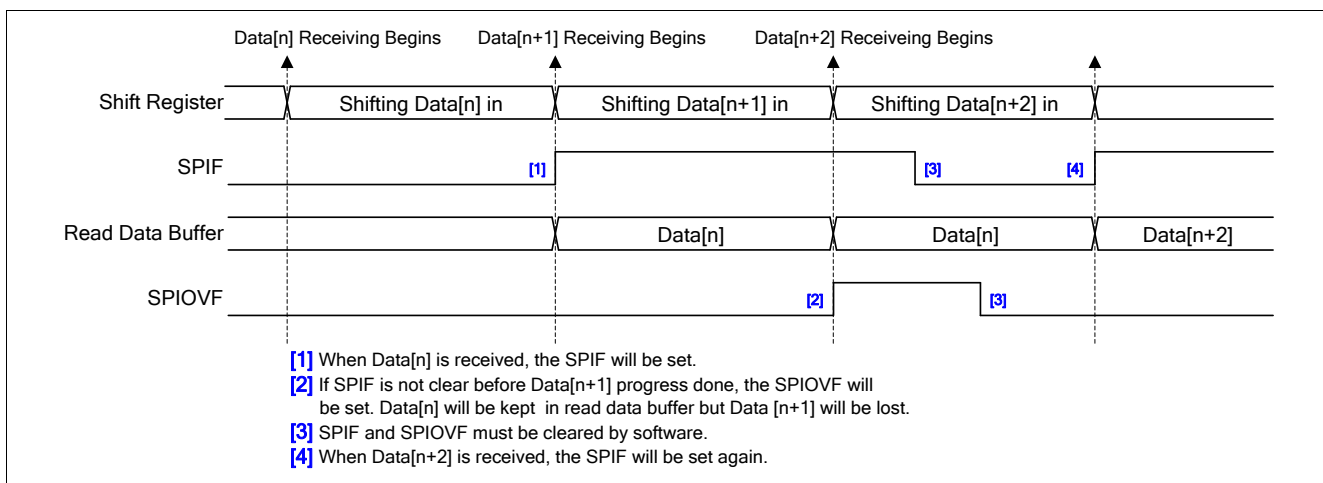 Data[n] Receiving Begins Data[n+1] Receiving Begins Data[n+2] Receiveing Begins
Shift Register Shifting Data[n] in Shifting Data[n+1] in Shifting Data[n+2] in
SPIF [1] [3] [4]
Read Data Buffer Data[n] Data[n] Data[n+2]
SPIOVF [2] [3]
[1] When Data[n] is received, the SPIF will be set.
[2] If SPIF is not clear before Data[n+1] progress done, the SPIOVF will
be set. Data[n] will be kept in read data buffer but Data [n+1] will be lost.
[3] SPIF and SPIOVF must be cleared by software.
[4] When Data[n+2] is received, the SPIF will be set again.